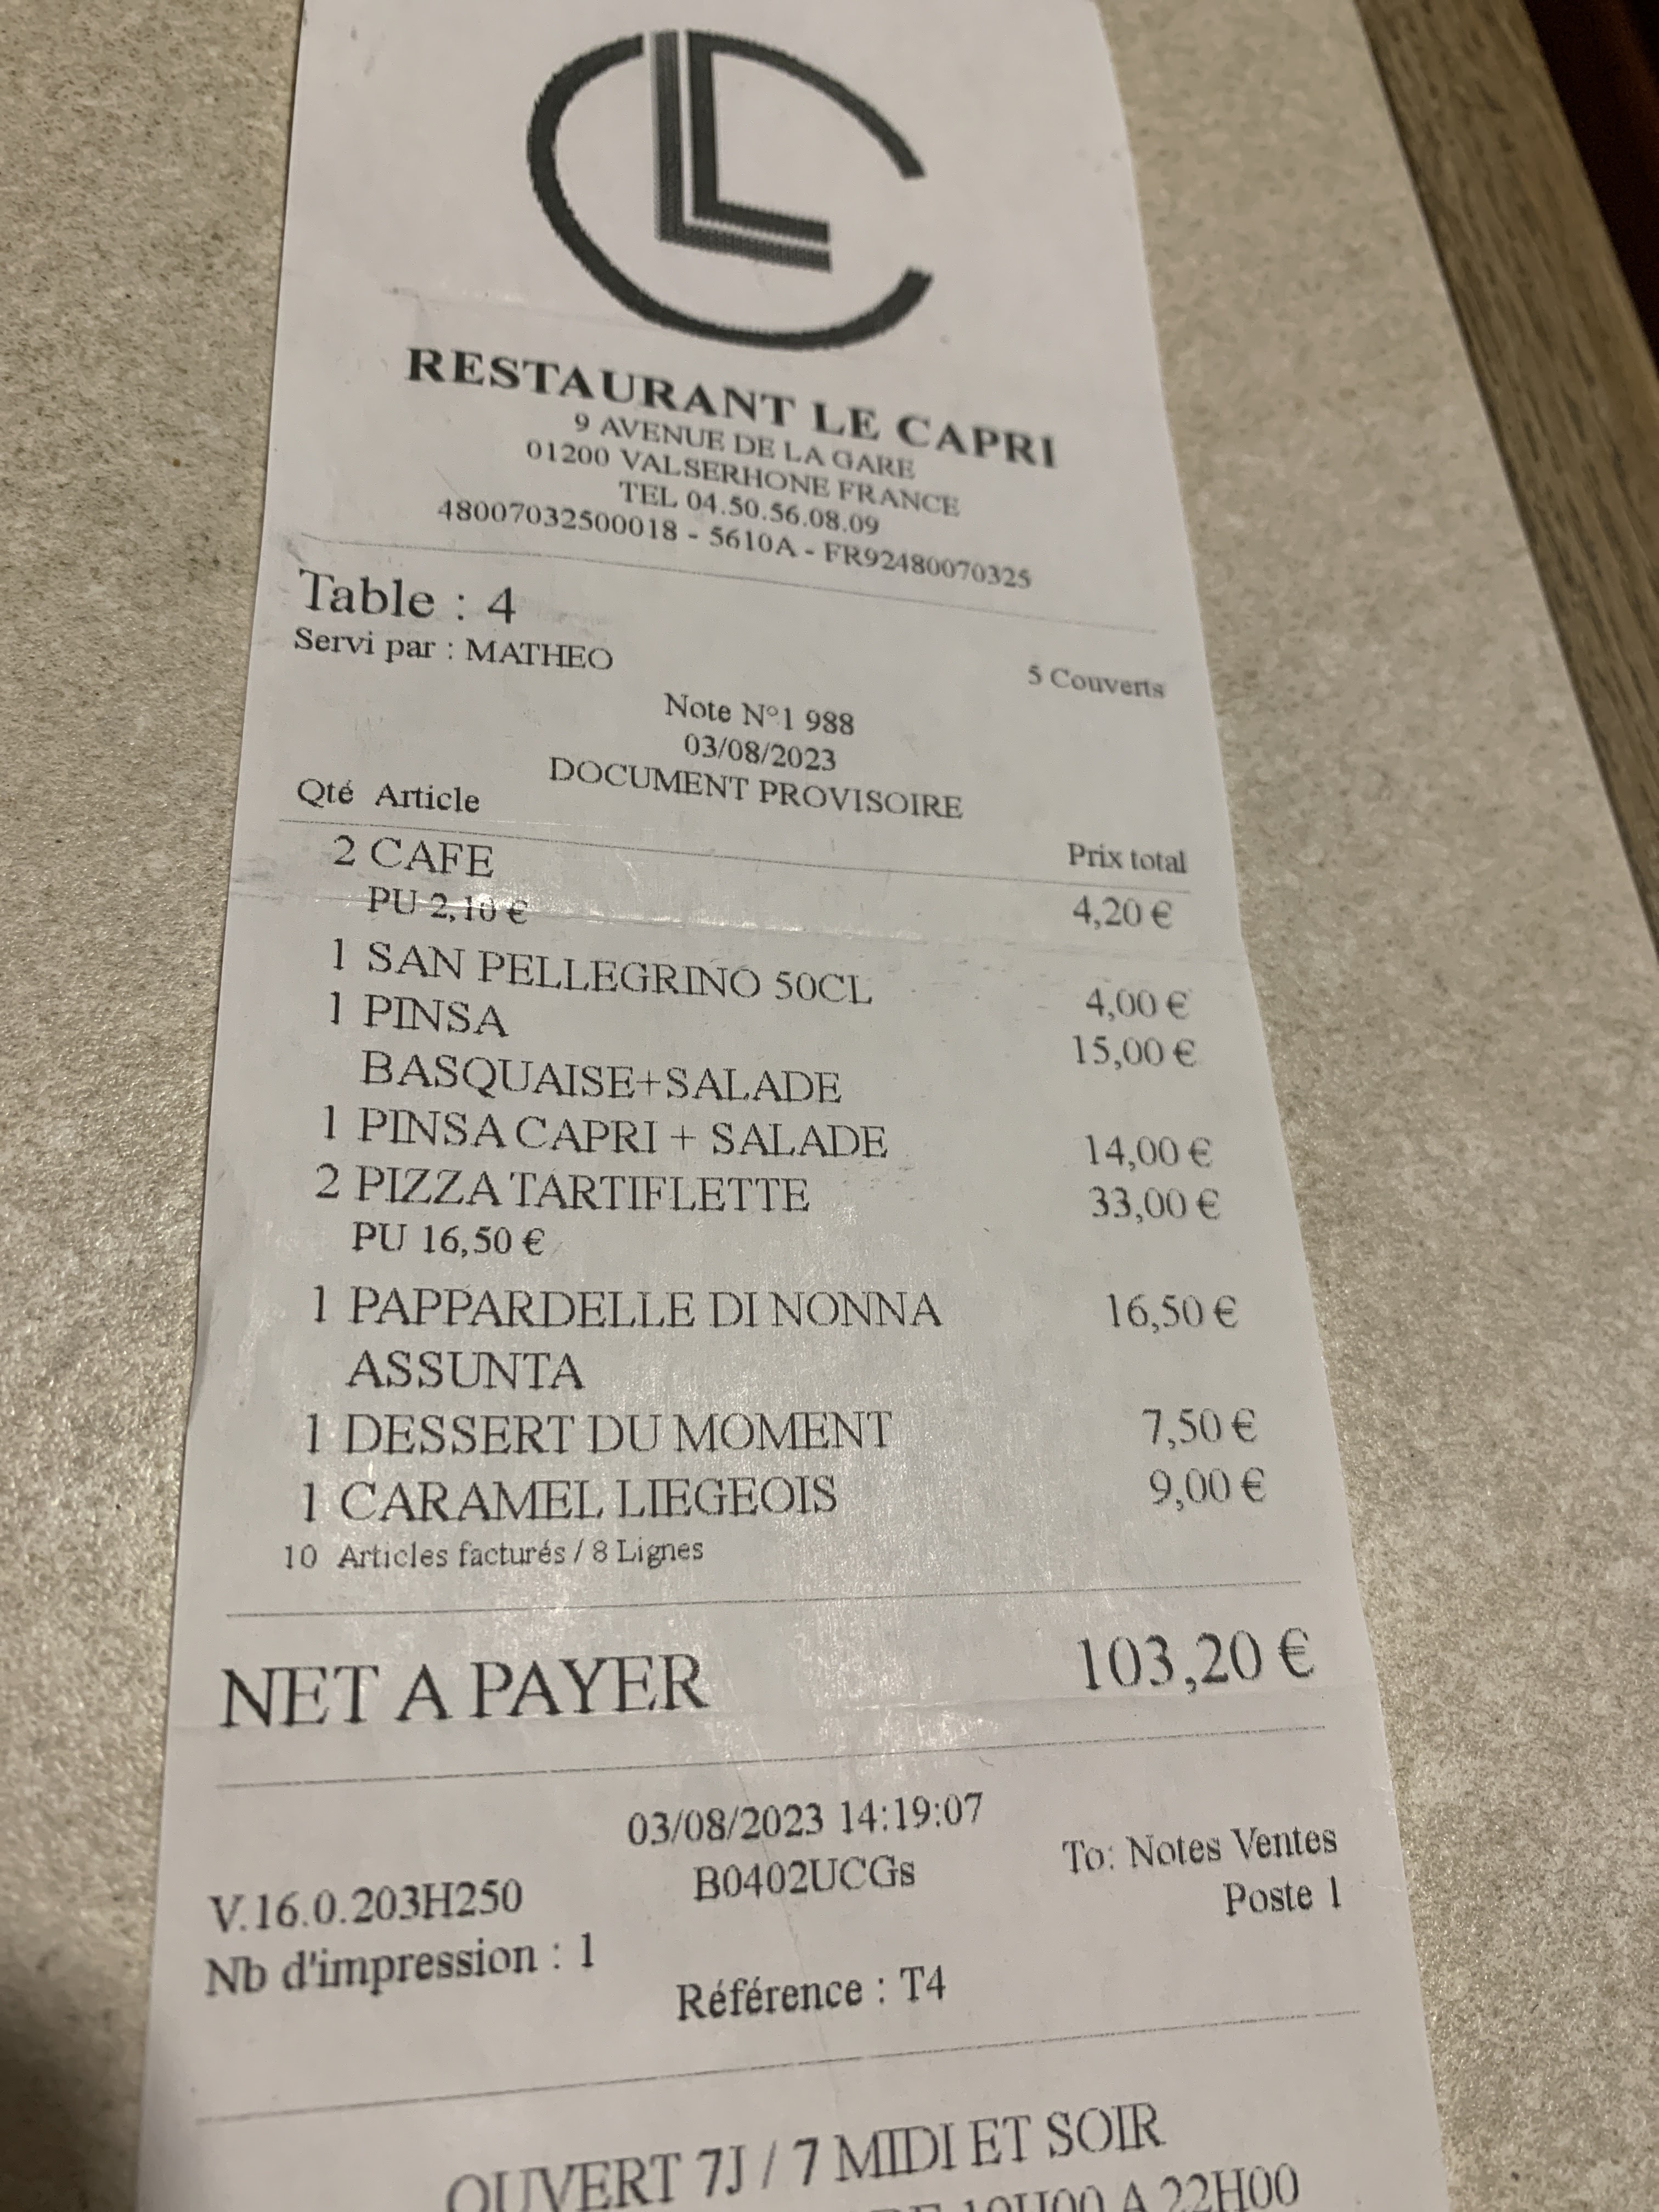 LC
RESTAURANT LE CAPRI
9 AVENUE DE LA GARE
01200 VALSERHONE FRANCE
TEL 04.50.56.08.09
48007032500018 - 5610A - FR92480070325
Table : 4
Servi par : MATHEO
5 Couverts
Note N°1 988
03/08/2023
DOCUMENT PROVISOIRE
Qté Article Prix total
2 CAFE 4,20 €
PU 2,10 €
1 SAN PELLEGRINO 50CL 4,00 €
1 PINSA 15,00 €
BASQUAISE+SALADE
1 PINSA CAPRI + SALADE 14,00 €
2 PIZZA TARTIFLETTE 33,00 €
PU 16,50 €
1 PAPPARDELLE DI NONNA 16,50 €
ASSUNTA
1 DESSERT DU MOMENT 7,50 €
1 CARAMEL LIEGEOIS 9,00 €
10 Articles facturés / 8 Lignes
NET A PAYER 103,20 €
03/08/2023 14:19:07
B0402UCGs To: Notes Ventes
V.16.0.203H250 Poste 1
Nb d'impression : 1
Référence : T4
OUVERT 7J / 7 MIDI ET SOIR
A 22H00